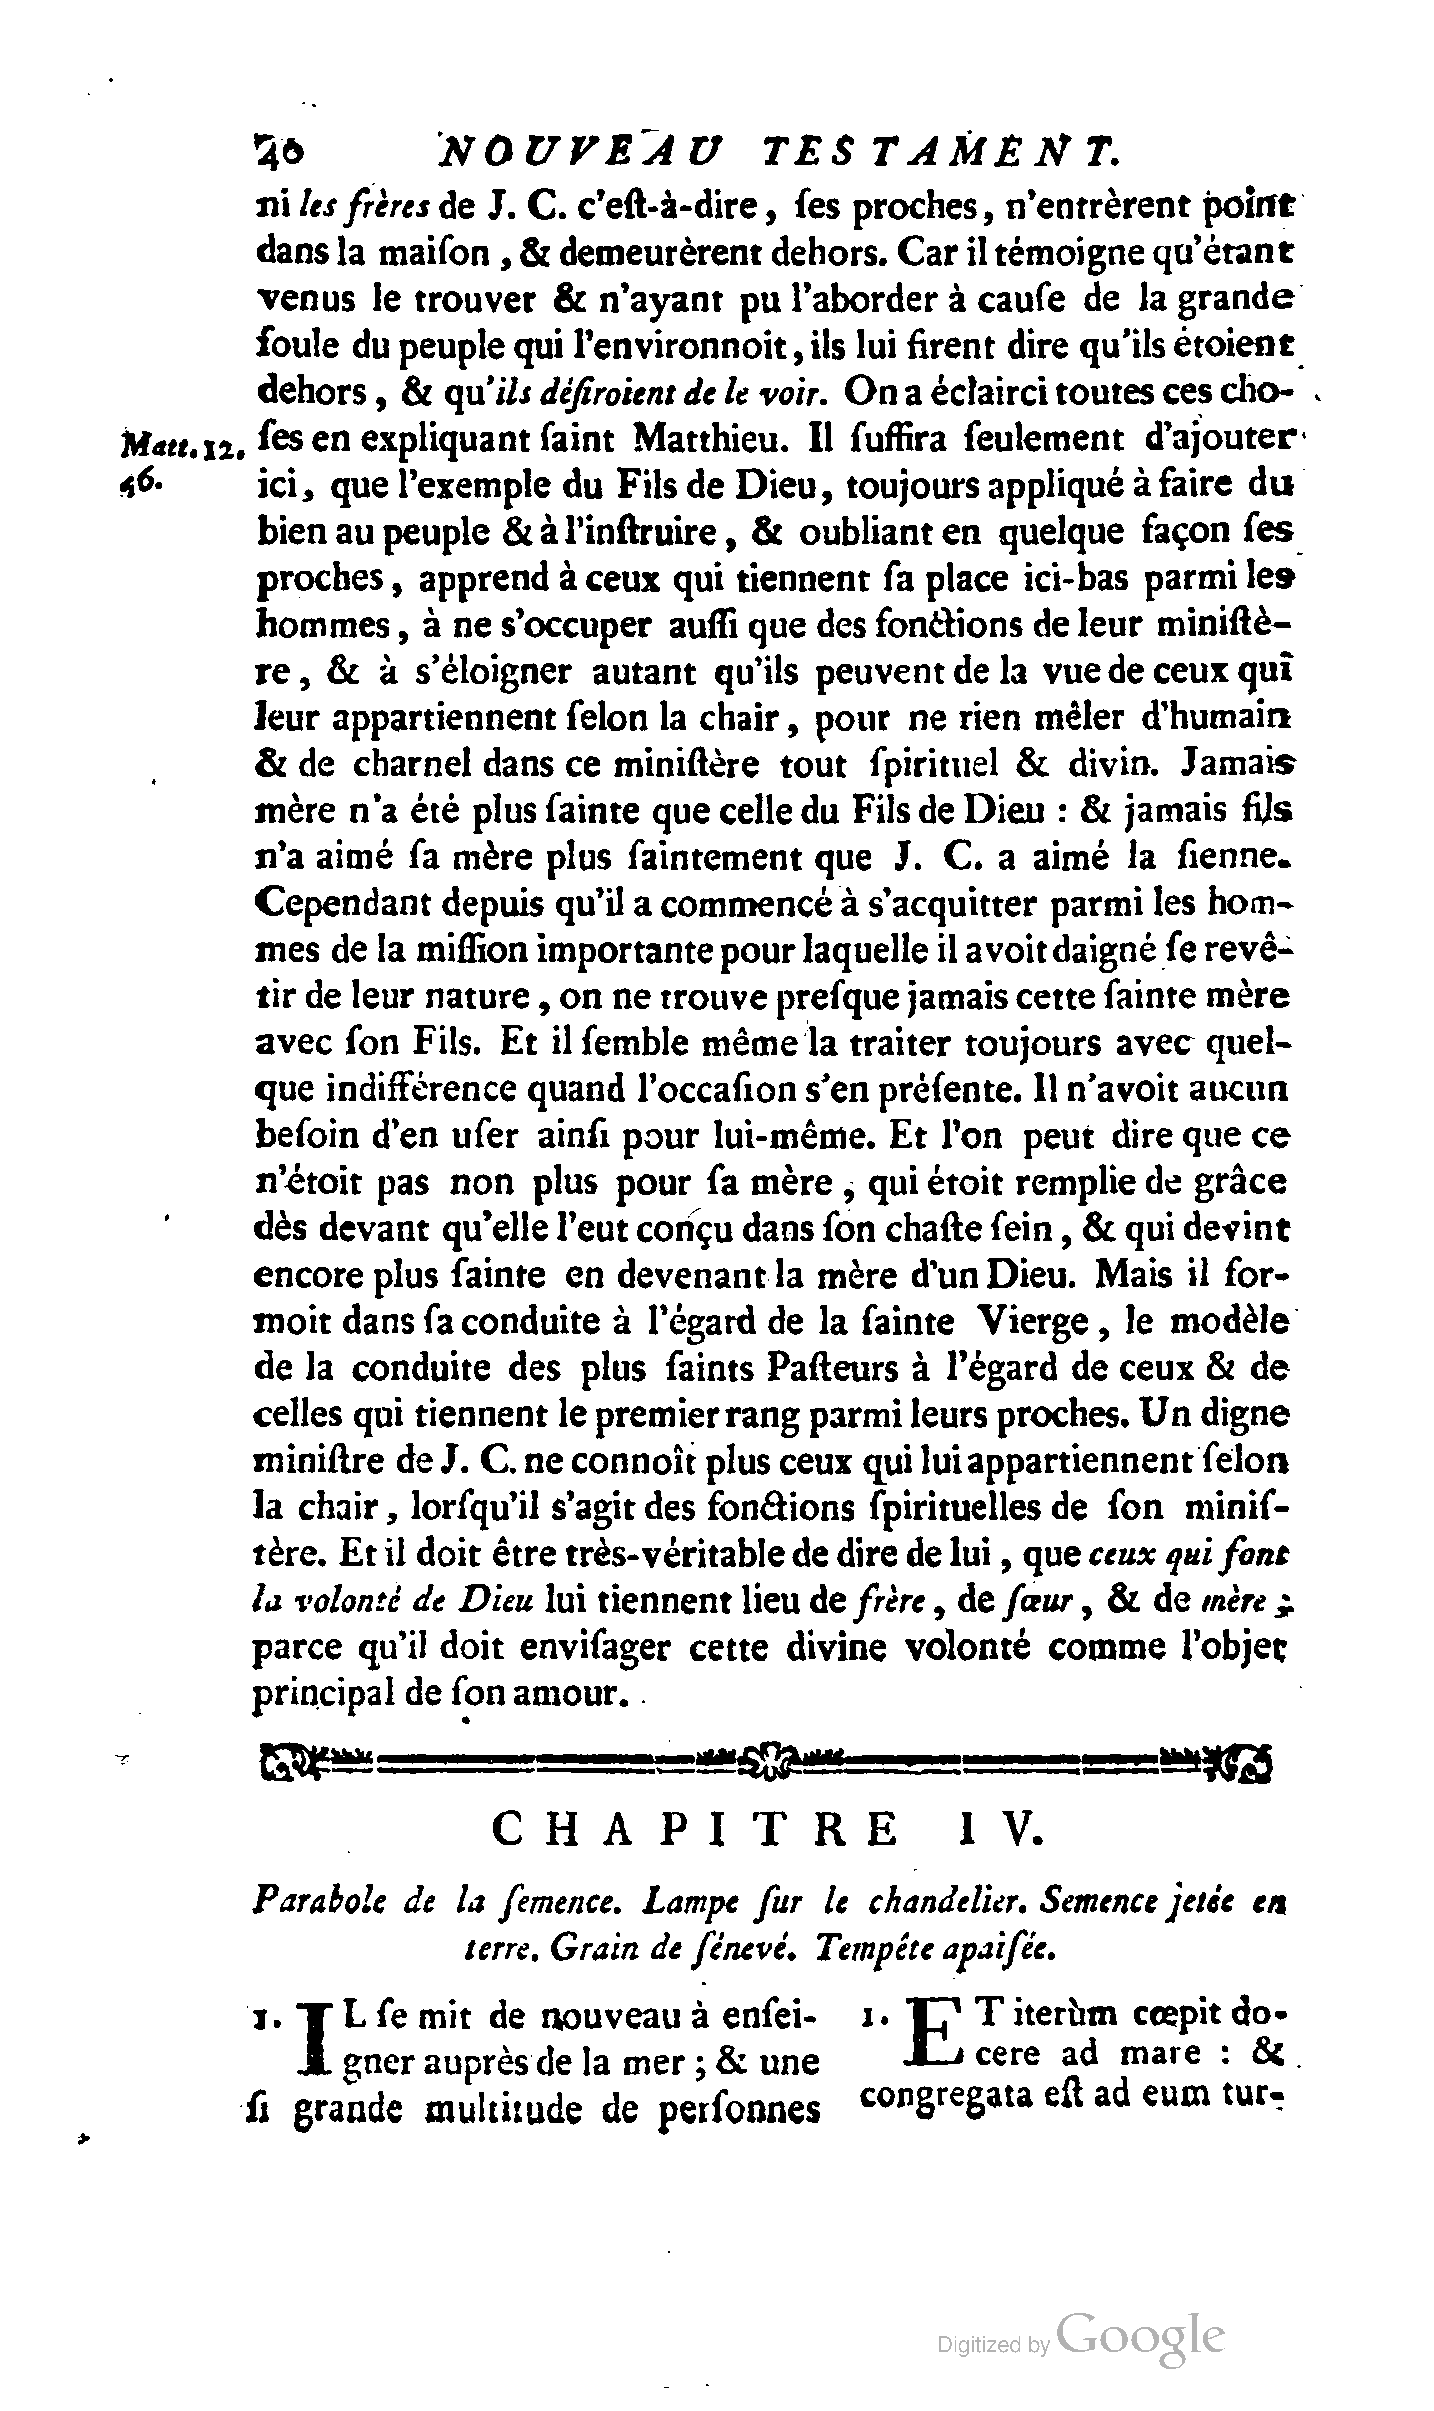 40 NOUVEAU TESTAMENT.
ni les frères de J. C. c'eſt-à-dire, ſes proches, n'entrèrent point
dans la maiſon, & demeurèrent dehors. Car il témoigne qu'étant
venus le trouver & n'ayant pu l'aborder à cauſe de la grande
foule du peuple qui l'environnoit, ils lui firent dire qu'ils étoient
dehors, & qu'ils déſiroient de le voir. On a éclairci toutes ces cho-
Matt. 12. ſes en expliquant ſaint Matthieu. Il ſuffira ſeulement d'ajouter
46. ici, que l'exemple du Fils de Dieu, toujours appliqué à faire du
bien au peuple & à l'inſtruire, & oubliant en quelque façon ſes
proches, apprend à ceux qui tiennent ſa place ici-bas parmi les
hommes, à ne s'occuper auſſi que des fonctions de leur miniſtè-
re, & à s'éloigner autant qu'ils peuvent de la vue de ceux qui
leur appartiennent ſelon la chair, pour ne rien mêler d'humain
& de charnel dans ce miniſtère tout ſpirituel & divin. Jamais
mère n'a été plus ſainte que celle du Fils de Dieu : & jamais fils
n'a aimé ſa mère plus ſaintement que J. C. a aimé la ſienne.
Cependant depuis qu'il a commencé à s'acquitter parmi les hom-
mes de la miſſion importante pour laquelle il avoit daigné ſe revê-
tir de leur nature, on ne trouve preſque jamais cette ſainte mère
avec ſon Fils. Et il ſemble même la traiter toujours avec quel-
que indifférence quand l'occaſion s'en préſente. Il n'avoit aucun
beſoin d'en uſer ainſi pour lui-même. Et l'on peut dire que ce
n'étoit pas non plus pour ſa mère, qui étoit remplie de grâce
dès devant qu'elle l'eut conçu dans ſon chaſte ſein, & qui devint
encore plus ſainte en devenant la mère d'un Dieu. Mais il for-
moit dans ſa conduite à l'égard de la ſainte Vierge, le modèle
de la conduite des plus ſaints Paſteurs à l'égard de ceux & de
celles qui tiennent le premier rang parmi leurs proches. Un digne
miniſtre de J. C. ne connoît plus ceux qui lui appartiennent ſelon
la chair, lorſqu'il s'agit des fonctions ſpirituelles de ſon miniſ-
tère. Et il doit être très-véritable de dire de lui, que ceux qui font
la volonté de Dieu lui tiennent lieu de frère, de ſœur, & de mère ;
parce qu'il doit enviſager cette divine volonté comme l'objet
principal de ſon amour.
CHAPITRE IV.
Parabole de la ſemence. Lampe ſur le chandelier. Semence jetée en
terre. Grain de ſénevé. Tempête apaiſée.
1. IL ſe mit de nouveau à enſei-
gner auprès de la mer ; & une
ſi grande multitude de perſonnes
1. ET iterùm cœpit do-
cere ad mare : &
congregata eſt ad eum tur-
Digitized by Google